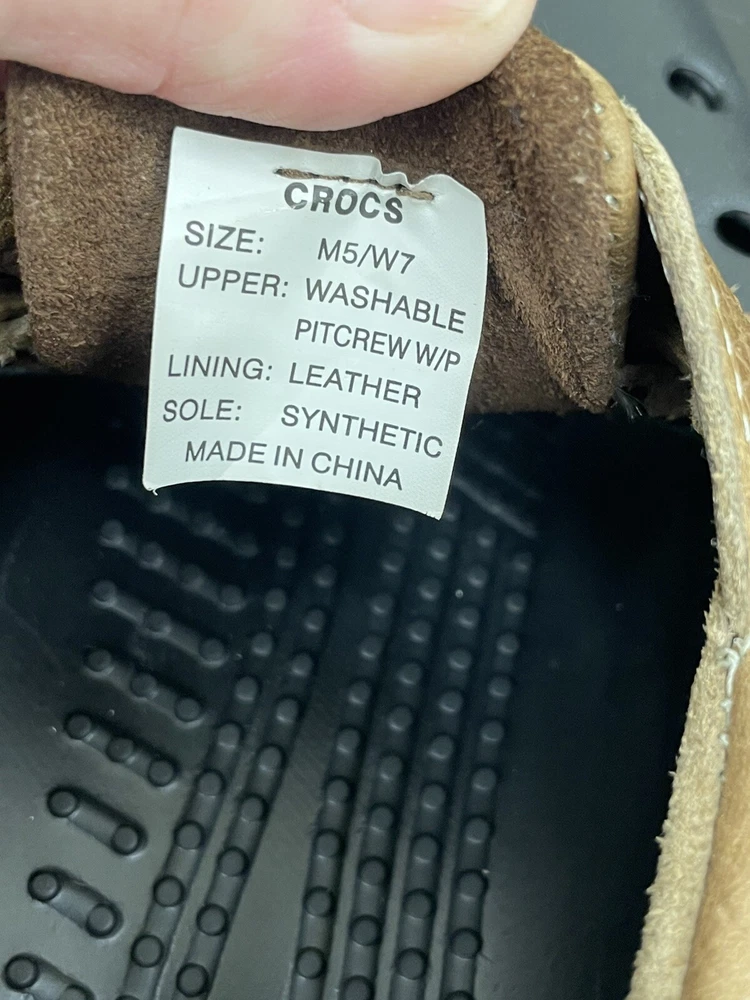 CROCS
SIZE: M5/W7
UPPER: WASHABLE
PITCREW W/P
LINING: LEATHER
SOLE: SYNTHETIC
MADE IN CHINA